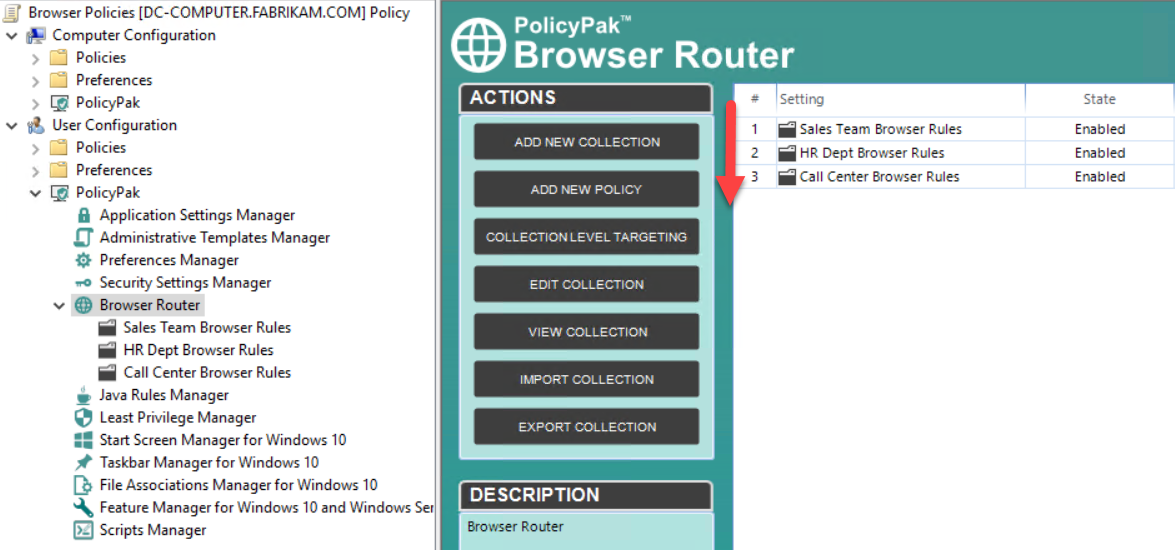 Browser Policies [DC-COMPUTER.FABRIKAM.COM] Policy
Computer Configuration
Policies
Preferences
PolicyPak
User Configuration
Policies
Preferences
PolicyPak
Application Settings Manager
Administrative Templates Manager
Preferences Manager
Security Settings Manager
Browser Router
Sales Team Browser Rules
HR Dept Browser Rules
Call Center Browser Rules
Java Rules Manager
Least Privilege Manager
Start Screen Manager for Windows 10
Taskbar Manager for Windows 10
File Associations Manager for Windows 10
Feature Manager for Windows 10 and Windows Ser
Scripts Manager
PolicyPak™
Browser Router
ACTIONS
ADD NEW COLLECTION
ADD NEW POLICY
COLLECTION LEVEL TARGETING
EDIT COLLECTION
VIEW COLLECTION
IMPORT COLLECTION
EXPORT COLLECTION
DESCRIPTION
Browser Router
# Setting State
1 Sales Team Browser Rules Enabled
2 HR Dept Browser Rules Enabled
3 Call Center Browser Rules Enabled